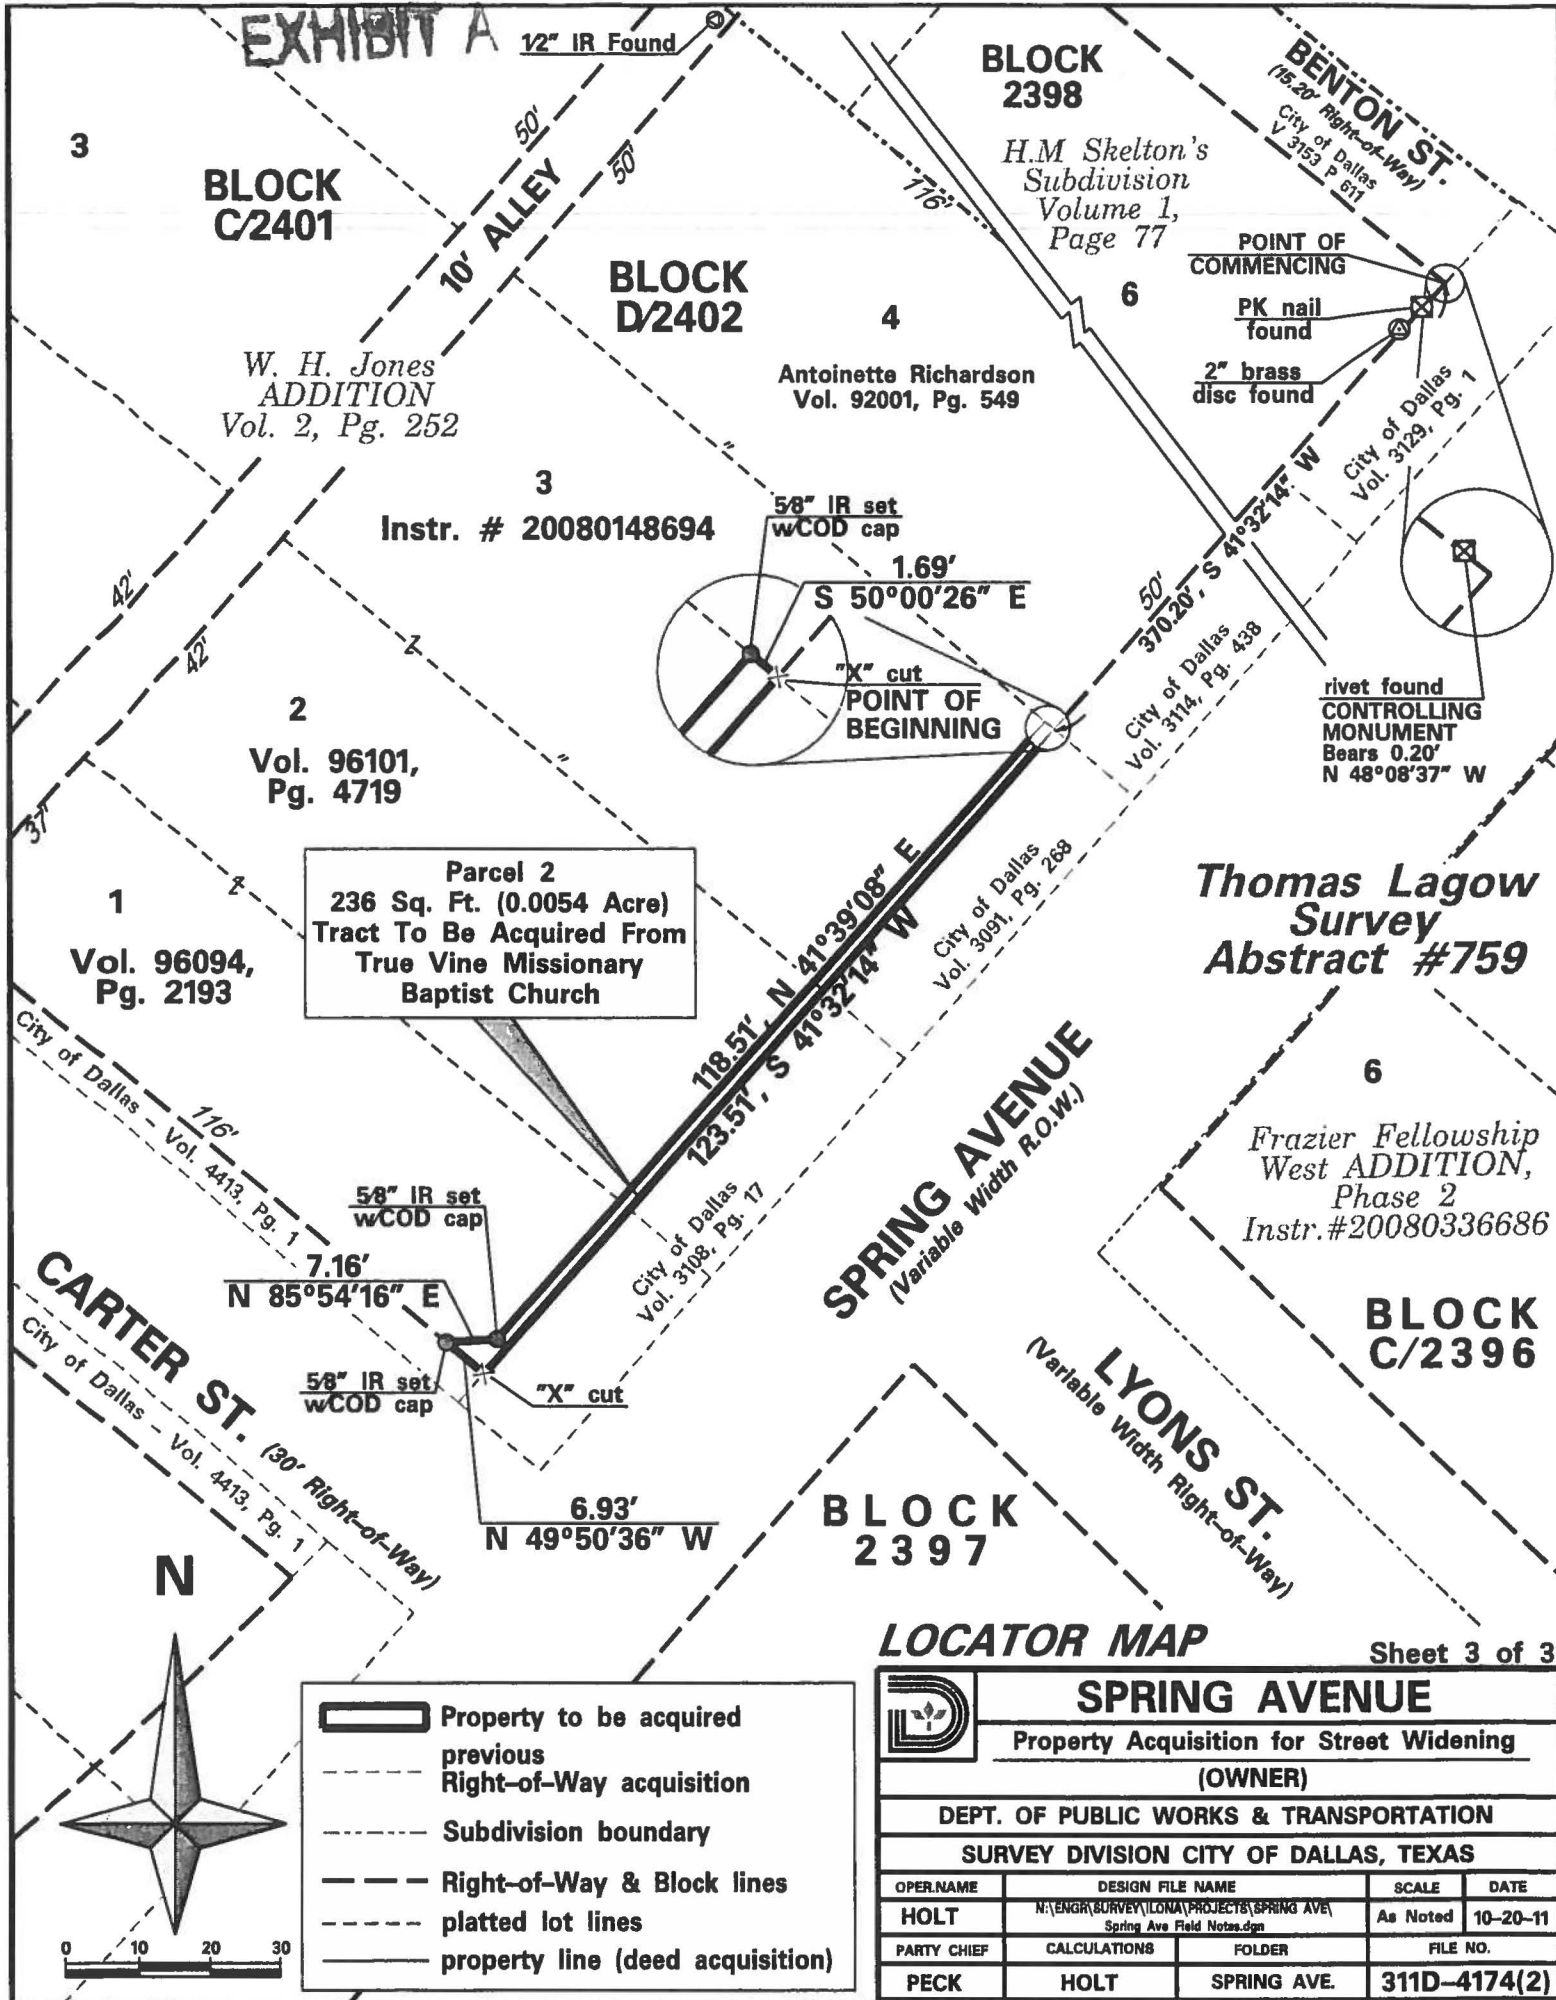 EXHIBIT A
1/2" IR Found
BLOCK
2398
BENTON ST.
(15.20' Right-of-Way)
City of Dallas
V 3153 P 611
3
50'
50'
BLOCK
C/2401
10' ALLEY
H.M Skelton's
Subdivision
Volume 1,
Page 77
116'
POINT OF
COMMENCING
BLOCK
D/2402
4
6
PK nail
found
W. H. Jones
ADDITION
Vol. 2, Pg. 252
Antoinette Richardson
Vol. 92001, Pg. 549
2" brass
disc found
City of Dallas
Vol. 3129, Pg. 1
3
Instr. # 20080148694
5/8" IR set
w/COD cap
1.69'
S 50°00'26" E
50'
370.20', S 41°32'14" W
42'
42'
"X" cut
POINT OF
BEGINNING
City of Dallas
Vol. 3114, Pg. 438
rivet found
CONTROLLING
MONUMENT
Bears 0.20'
N 48°08'37" W
2
Vol. 96101,
Pg. 4719
37'
Parcel 2
236 Sq. Ft. (0.0054 Acre)
Tract To Be Acquired From
True Vine Missionary
Baptist Church
118.51', N 41°39'08" E
123.51', S 41°32'14" W
City of Dallas
Vol. 3091, Pg. 268
Thomas Lagow
Survey
Abstract #759
1
Vol. 96094,
Pg. 2193
City of Dallas - Vol. 4413, Pg. 1
116'
SPRING AVENUE
(Variable Width R.O.W.)
6
Frazier Fellowship
West ADDITION,
Phase 2
Instr.#20080336686
5/8" IR set
w/COD cap
City of Dallas
Vol. 3108, Pg. 17
7.16'
N 85°54'16" E
CARTER ST. (30' Right-of-Way)
City of Dallas - Vol. 4413, Pg. 1
BLOCK
C/2396
5/8" IR set
w/COD cap
"X" cut
LYONS ST.
(Variable Width Right-of-Way)
6.93'
N 49°50'36" W
BLOCK
2397
N
LOCATOR MAP
Sheet 3 of 3
Property to be acquired
previous
Right-of-Way acquisition
Subdivision boundary
Right-of-Way & Block lines
platted lot lines
property line (deed acquisition)
0 10 20 30
SPRING AVENUE
Property Acquisition for Street Widening
(OWNER)
DEPT. OF PUBLIC WORKS & TRANSPORTATION
SURVEY DIVISION CITY OF DALLAS, TEXAS
OPER.NAME DESIGN FILE NAME SCALE DATE
HOLT N:\ENGR\SURVEY\ILONA\PROJECTS\SPRING AVE\
Spring Ave Field Notes.dgn As Noted 10-20-11
PARTY CHIEF CALCULATIONS FOLDER FILE NO.
PECK HOLT SPRING AVE. 311D-4174(2)